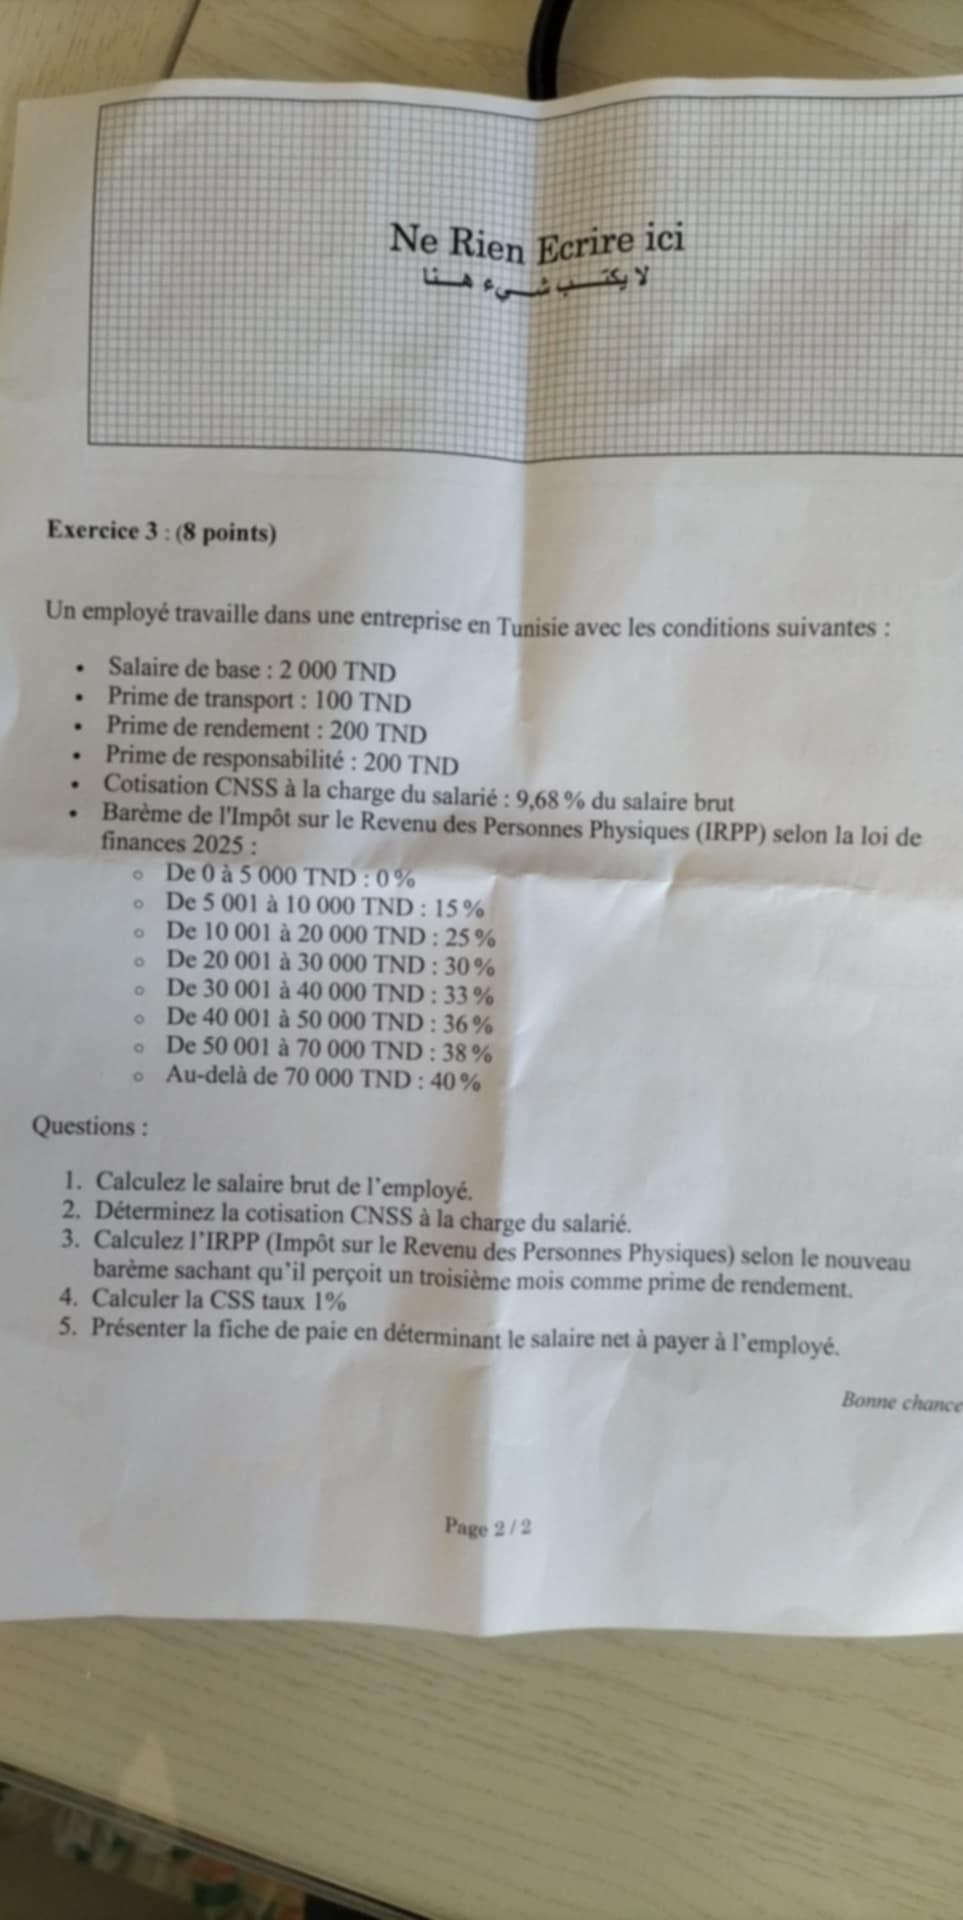 Ne Rien Ecrire ici
لا يكتب شيء هنا
Exercice 3 : (8 points)
Un employé travaille dans une entreprise en Tunisie avec les conditions suivantes :
• Salaire de base : 2 000 TND
• Prime de transport : 100 TND
• Prime de rendement : 200 TND
• Prime de responsabilité : 200 TND
• Cotisation CNSS à la charge du salarié : 9,68 % du salaire brut
• Barème de l'Impôt sur le Revenu des Personnes Physiques (IRPP) selon la loi de
finances 2025 :
o De 0 à 5 000 TND : 0 %
o De 5 001 à 10 000 TND : 15 %
o De 10 001 à 20 000 TND : 25 %
o De 20 001 à 30 000 TND : 30 %
o De 30 001 à 40 000 TND : 33 %
o De 40 001 à 50 000 TND : 36 %
o De 50 001 à 70 000 TND : 38 %
o Au-delà de 70 000 TND : 40 %
Questions :
1. Calculez le salaire brut de l'employé.
2. Déterminez la cotisation CNSS à la charge du salarié.
3. Calculez l'IRPP (Impôt sur le Revenu des Personnes Physiques) selon le nouveau
barème sachant qu'il perçoit un troisième mois comme prime de rendement.
4. Calculer la CSS taux 1%
5. Présenter la fiche de paie en déterminant le salaire net à payer à l'employé.
Bonne chance
Page 2 / 2